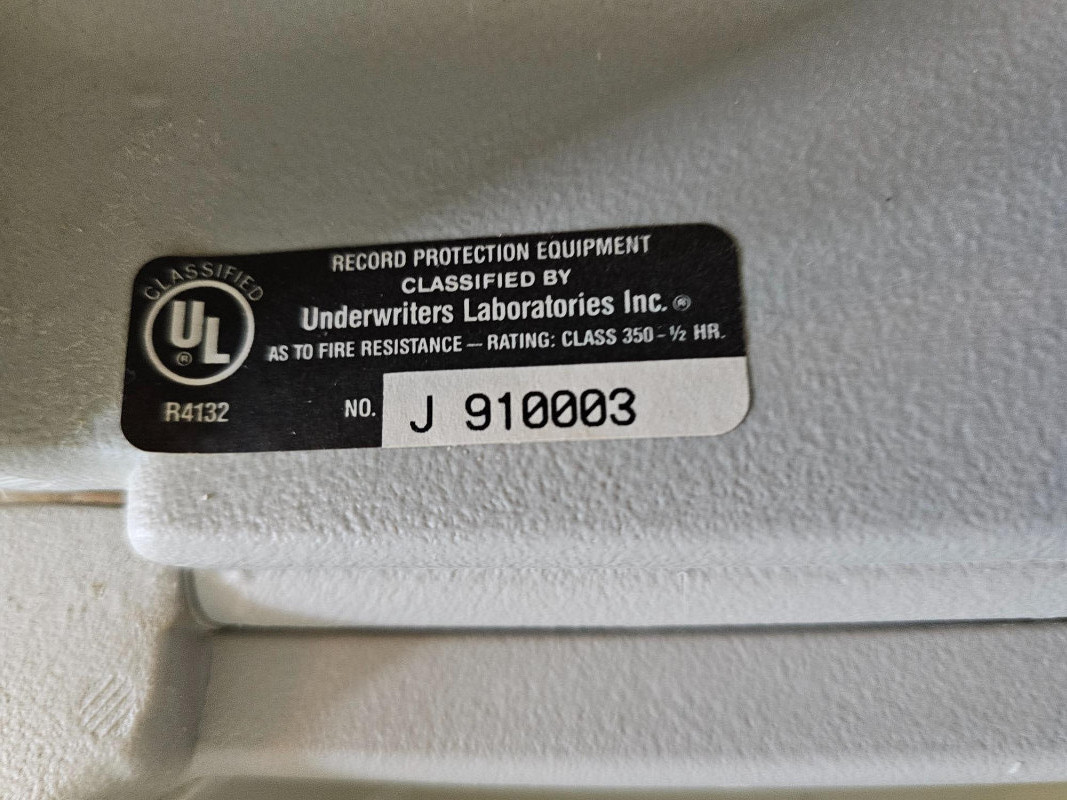 RECORD PROTECTION EQUIPMENT
CLASSIFIED BY
Underwriters Laboratories Inc.®
AS TO FIRE RESISTANCE — RATING: CLASS 350 - ½ HR.
CLASSIFIED
UL®
R4132
NO. J 910003